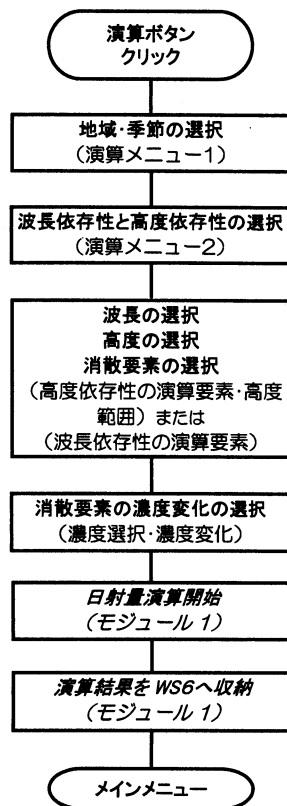 演算ボタン
クリック
地域・季節の選択
(演算メニュー1)
波長依存性と高度依存性の選択
(演算メニュー2)
波長の選択
高度の選択
消散要素の選択
(高度依存性の演算要素・高度
範囲) または
(波長依存性の演算要素)
消散要素の濃度変化の選択
(濃度選択・濃度変化)
日射量演算開始
(モジュール 1)
演算結果を WS6へ収納
(モジュール 1)
メインメニュー